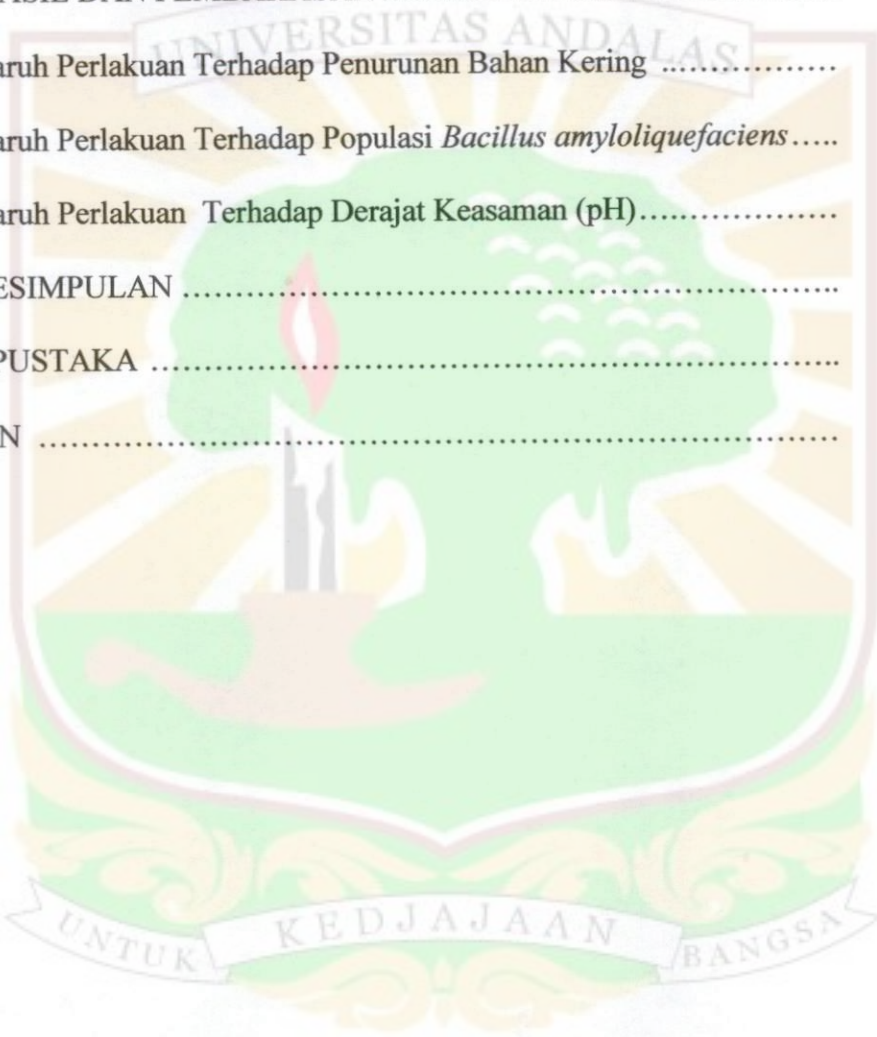 UNIVERSITAS ANDALAS
aruh Perlakuan Terhadap Penurunan Bahan Kering .................
aruh Perlakuan Terhadap Populasi Bacillus amyloliquefaciens.....
aruh Perlakuan Terhadap Derajat Keasaman (pH)...................
ESIMPULAN ..............................................................
PUSTAKA .................................................................
N ............................................................................
UNTUK KEDJAJAAN BANGSA